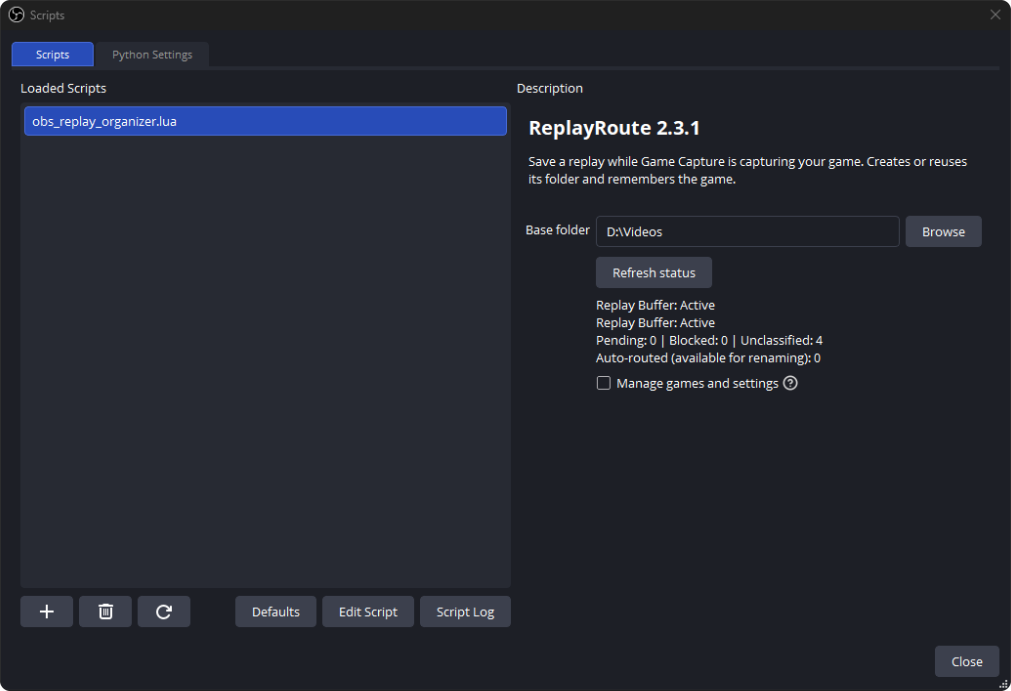 Scripts
Scripts
Python Settings
Loaded Scripts
obs_replay_organizer.lua
Description
ReplayRoute 2.3.1
Save a replay while Game Capture is capturing your game. Creates or reuses
its folder and remembers the game.
Base folder
D:\Videos
Browse
Refresh status
Replay Buffer: Active
Replay Buffer: Active
Pending: 0 | Blocked: 0 | Unclassified: 4
Auto-routed (available for renaming): 0
Manage games and settings ?
Defaults
Edit Script
Script Log
Close